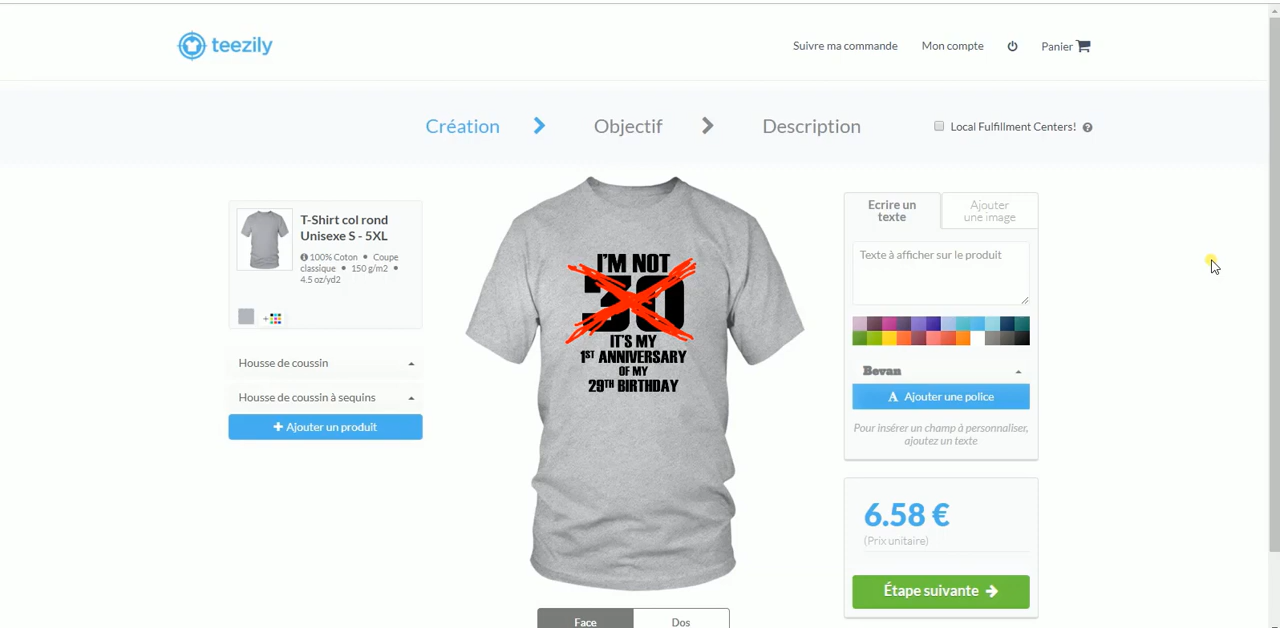 teezily
Suivre ma commande
Mon compte
Panier
Création
Objectif
Description
Local Fulfillment Centers!
T-Shirt col rond
Unisexe S - 5XL
100% Coton • Coupe
classique • 150 g/m2 •
4.5 oz/yd2
Housse de coussin
Housse de coussin à sequins
+ Ajouter un produit
I'M NOT
30
IT'S MY
1ST ANNIVERSARY
OF MY
29TH BIRTHDAY
Face
Dos
Ecrire un
texte
Ajouter
une image
Texte à afficher sur le produit
Bevan
A Ajouter une police
Pour insérer un champ à personnaliser,
ajoutez un texte
6.58 €
(Prix unitaire)
Étape suivante